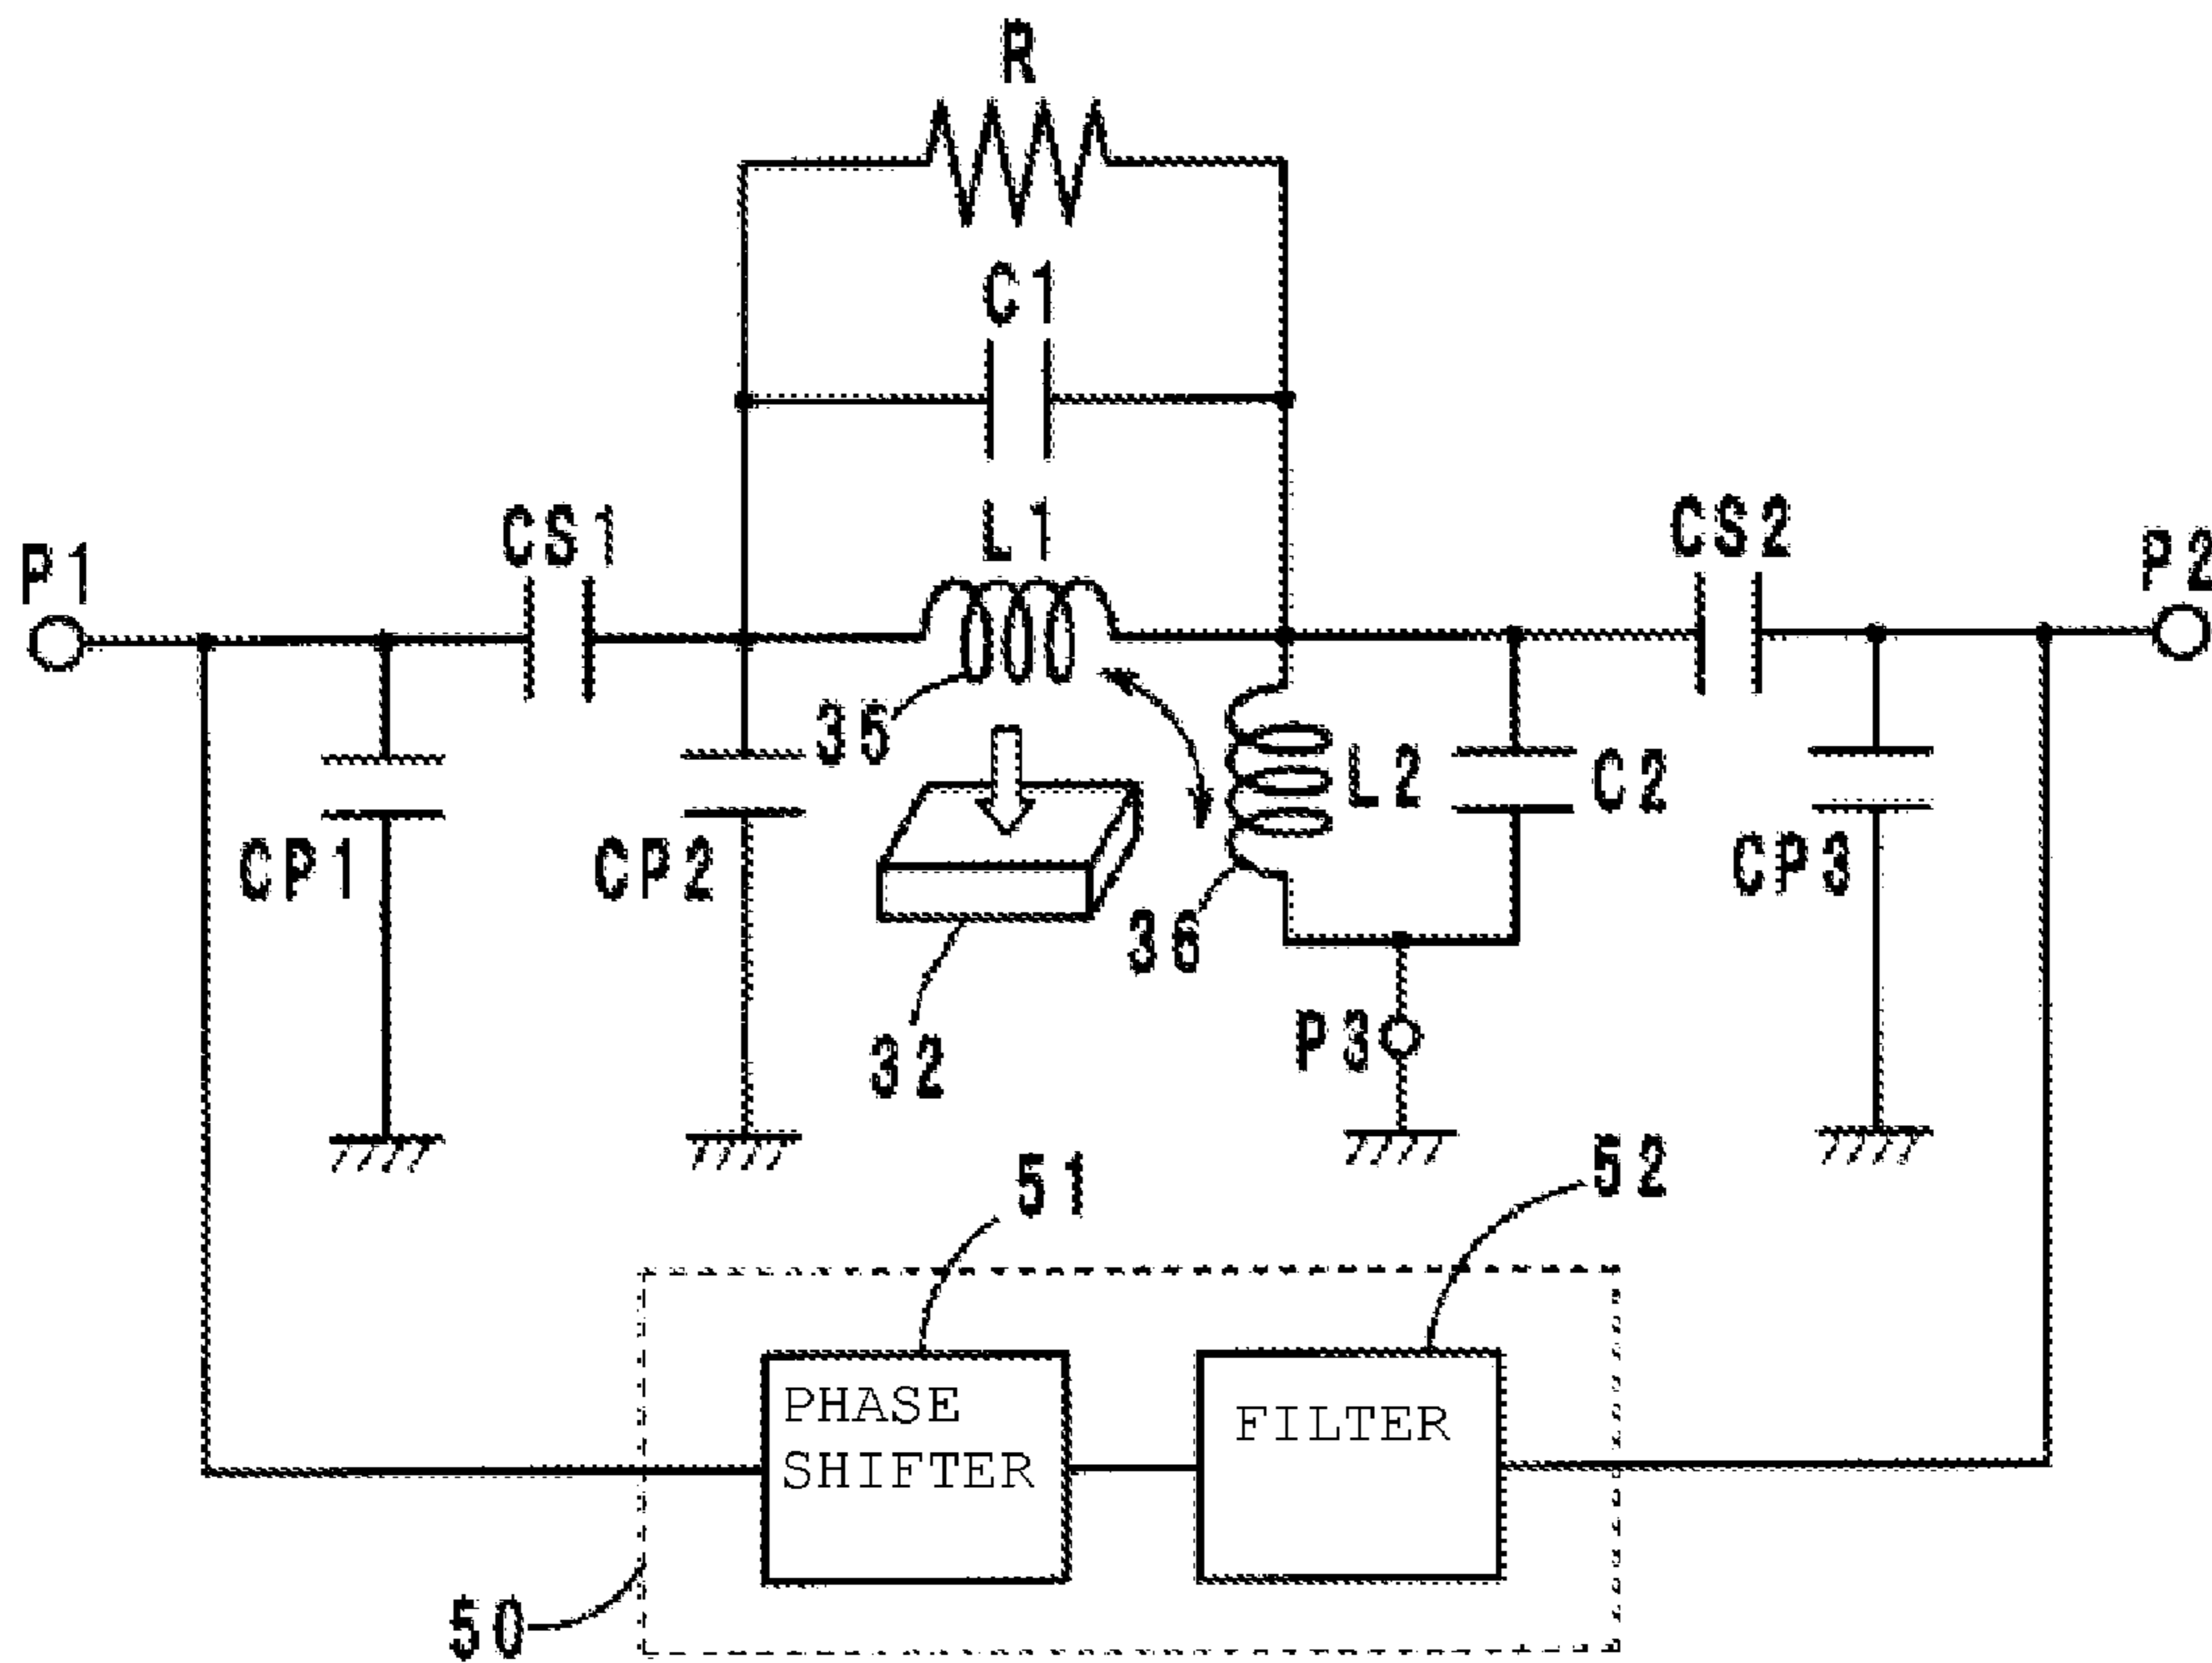 R
C1
L1
CS1
CS2
P1
P2
35
L2
C2
CP1
CP2
CP3
36
P3
32
51
52
PHASE
SHIFTER
FILTER
50